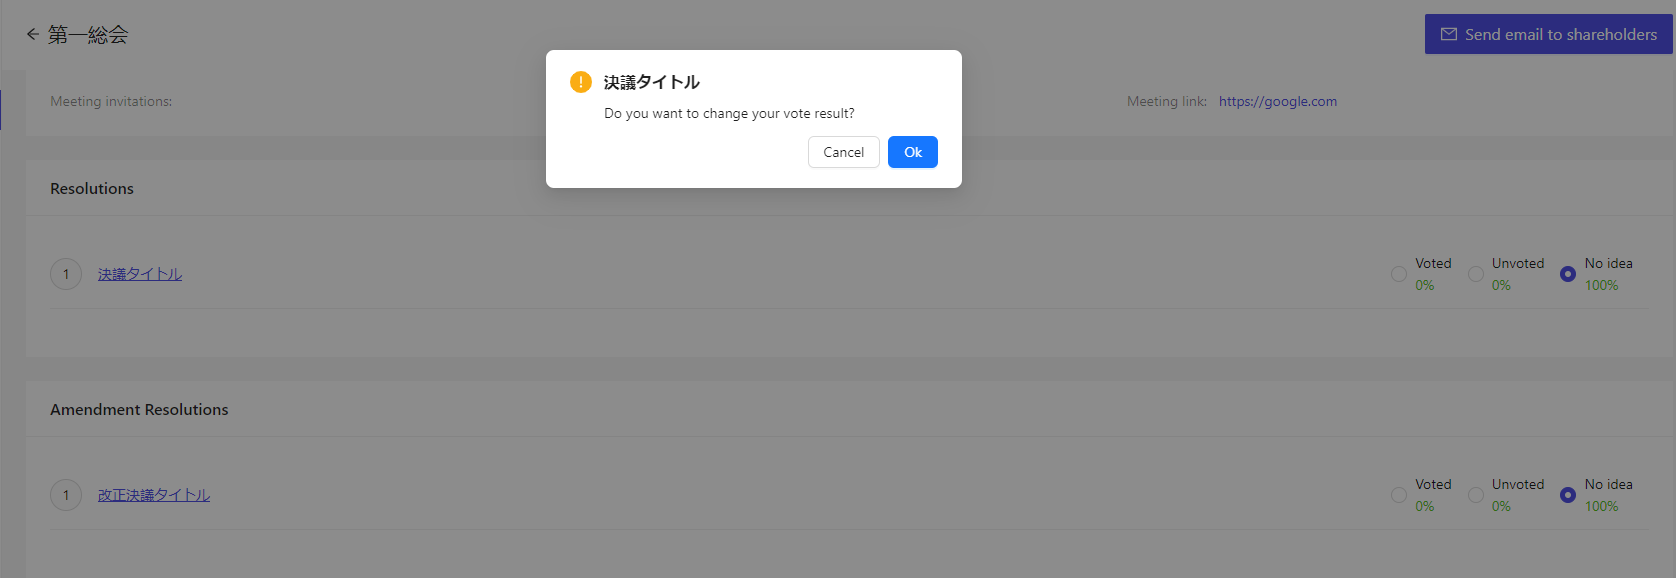 第一総会
Send email to shareholders
決議タイトル
Do you want to change your vote result?
Cancel
Ok
Meeting invitations:
Meeting link: https://google.com
Resolutions
1
決議タイトル
Voted
0%
Unvoted
0%
No idea
100%
Amendment Resolutions
1
改正決議タイトル
Voted
0%
Unvoted
0%
No idea
100%